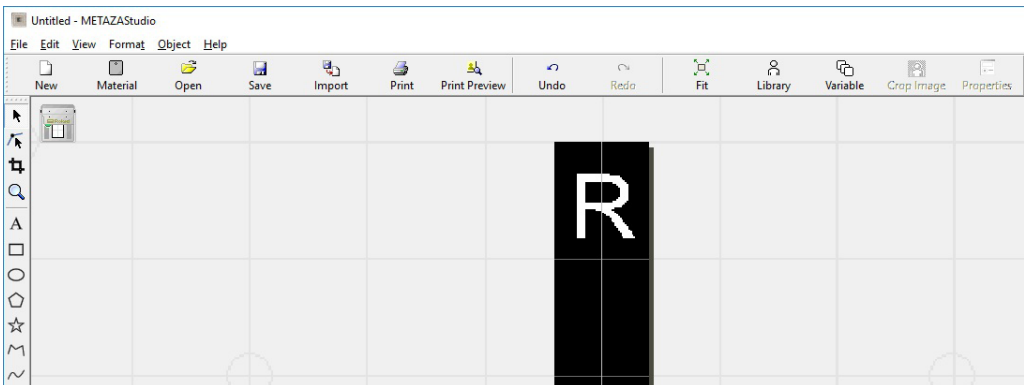 Untitled - METAZAStudio
File Edit View Format Object Help
New Material Open Save Import Print Print Preview Undo Redo Fit Library Variable Crop Image Properties
A
R